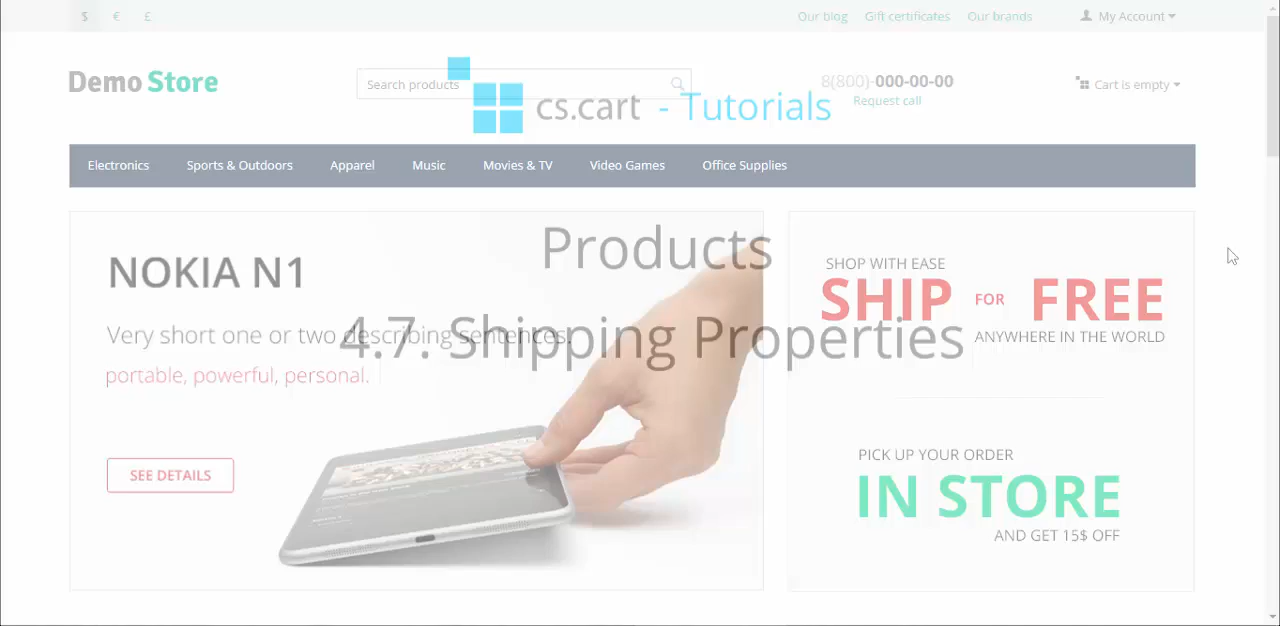 $ € £
Our blog Gift certificates Our brands My Account
Demo Store
Search products
8(800)-000-00-00
Request call
Cart is empty
cs.cart - Tutorials
Electronics Sports & Outdoors Apparel Music Movies & TV Video Games Office Supplies
Products
4.7. Shipping Properties
NOKIA N1
Very short one or two describing sentences.
portable, powerful, personal.
SEE DETAILS
SHOP WITH EASE
SHIP FOR FREE
ANYWHERE IN THE WORLD
PICK UP YOUR ORDER
IN STORE
AND GET 15$ OFF